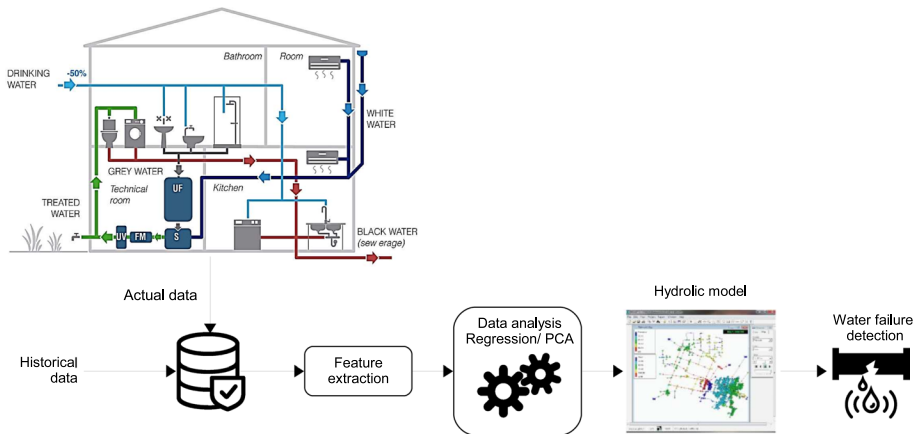 Bathroom
Room
DRINKING
WATER
-50%
WHITE
WATER
GREY WATER
Technical
room
UF
Kitchen
TREATED
WATER
UV
FM
S
BLACK WATER
(sew erage)
Actual data
Hydrolic model
Data analysis
Regression/ PCA
Water failure
detection
Historical
data
Feature
extraction